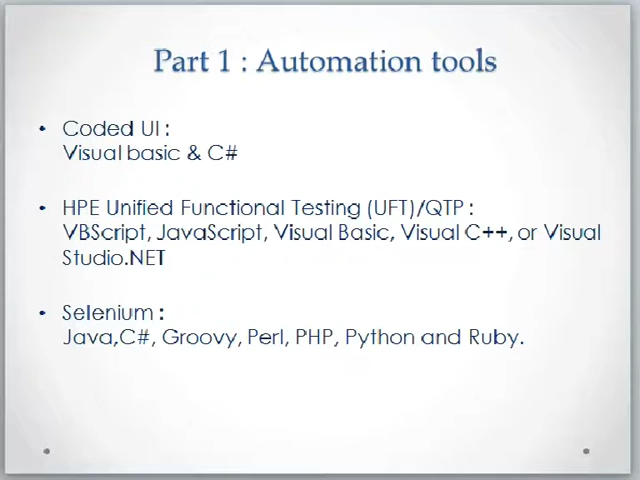 Part 1 : Automation tools
• Coded UI :
Visual basic & C#
• HPE Unified Functional Testing (UFT)/QTP :
VBScript, JavaScript, Visual Basic, Visual C++, or Visual
Studio.NET
• Selenium :
Java,C#, Groovy, Perl, PHP, Python and Ruby.